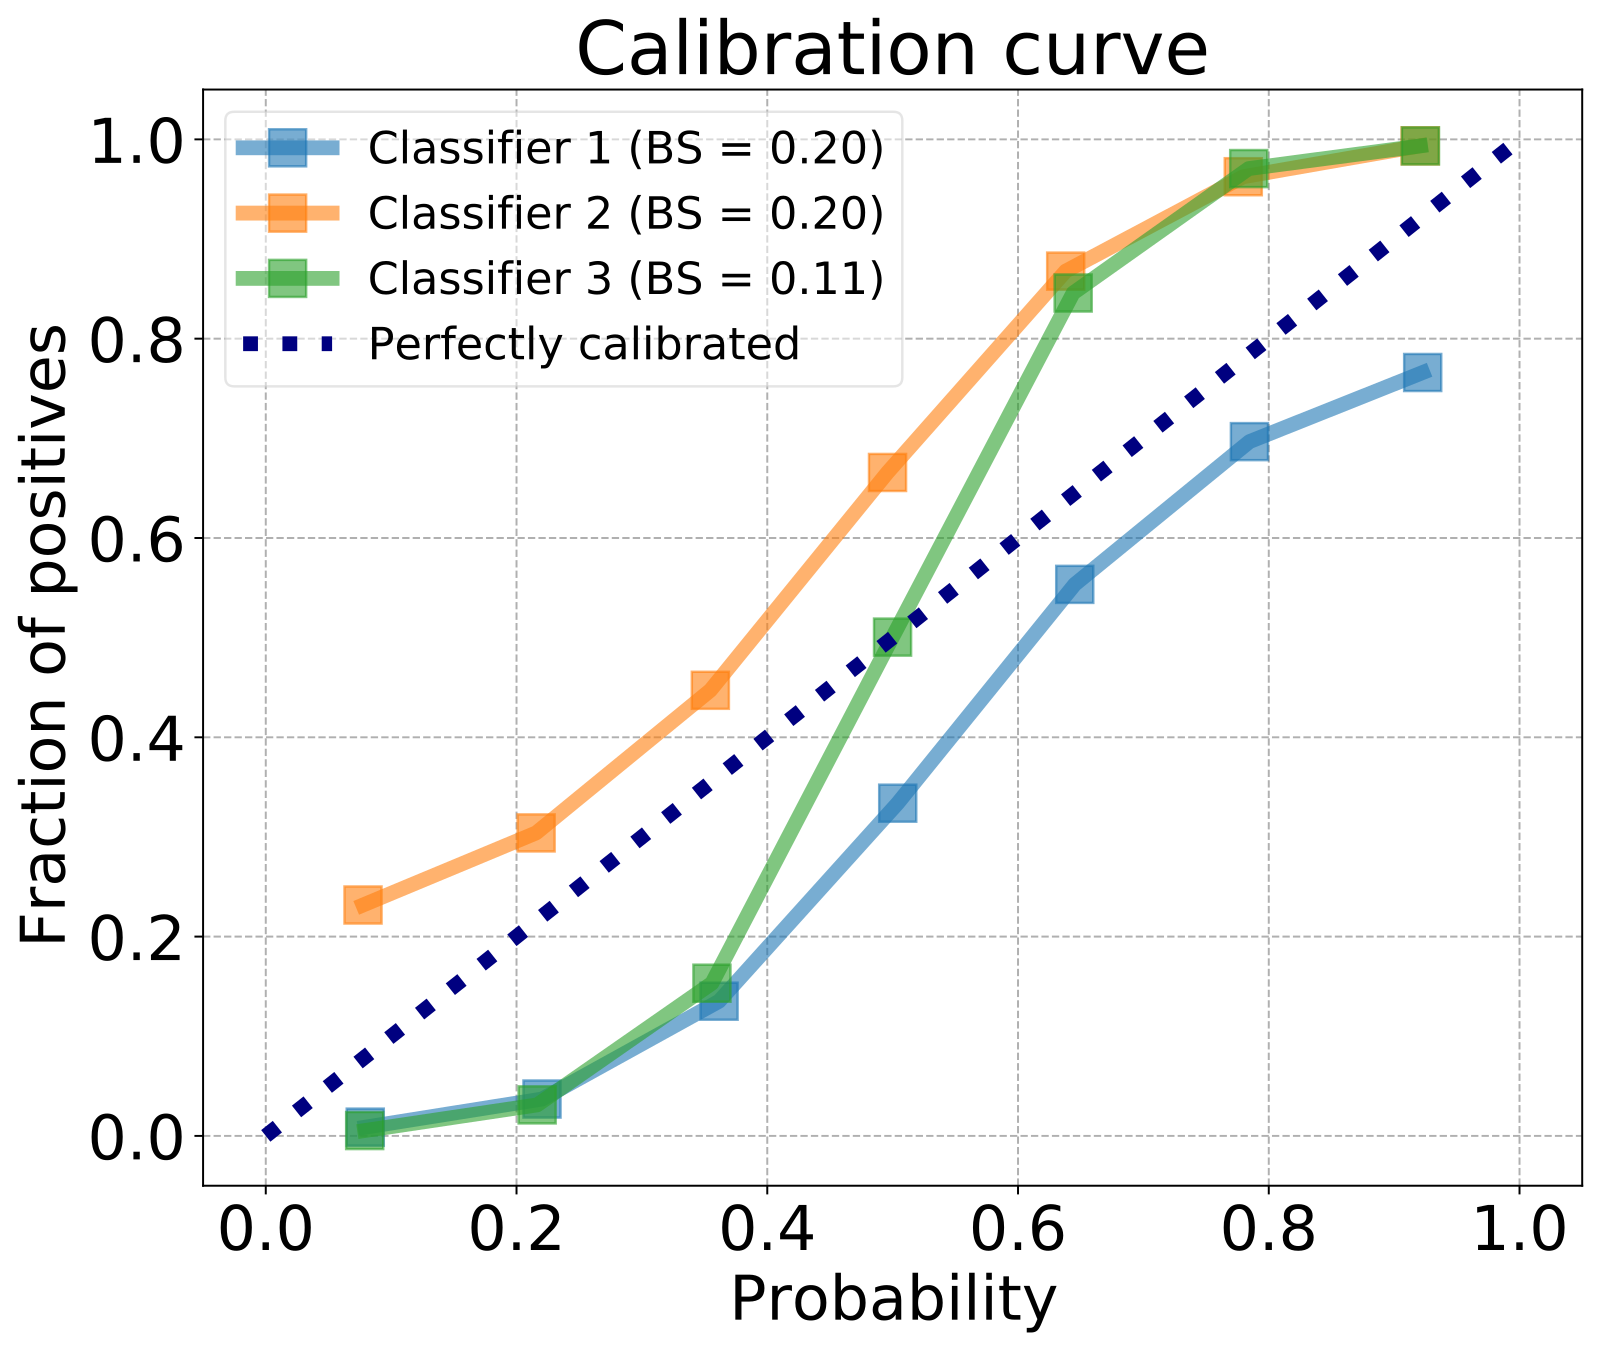 Calibration curve
Classifier 1 (BS = 0.20)
Classifier 2 (BS = 0.20)
Classifier 3 (BS = 0.11)
Perfectly calibrated
Fraction of positives
1.0
0.8
0.6
0.4
0.2
0.0
0.0 0.2 0.4 0.6 0.8 1.0
Probability